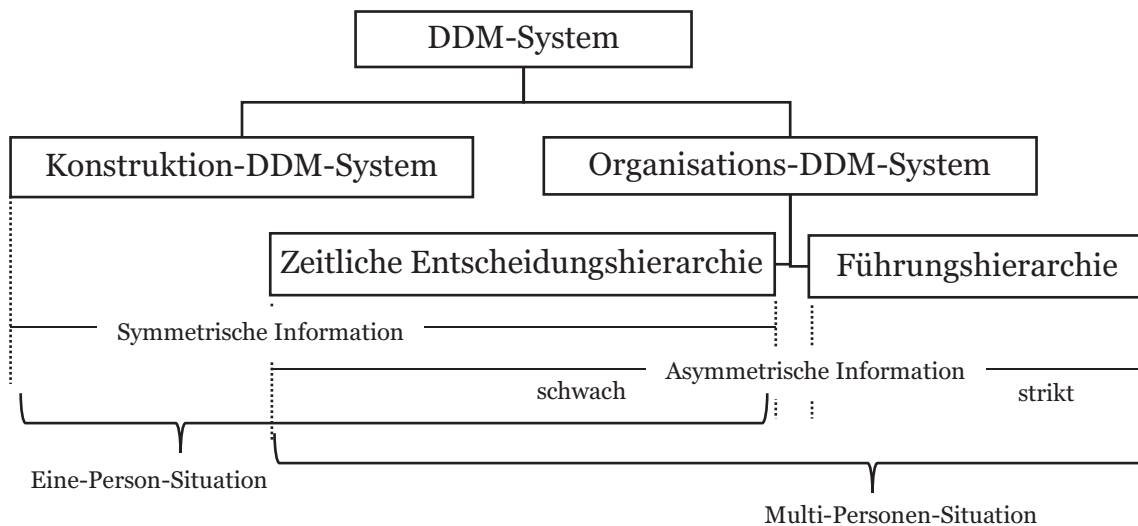 DDM-System
Konstruktion-DDM-System
Organisations-DDM-System
Zeitliche Entscheidungshierarchie
Führungshierarchie
Symmetrische Information
Asymmetrische Information
schwach
strikt
Eine-Person-Situation
Multi-Personen-Situation